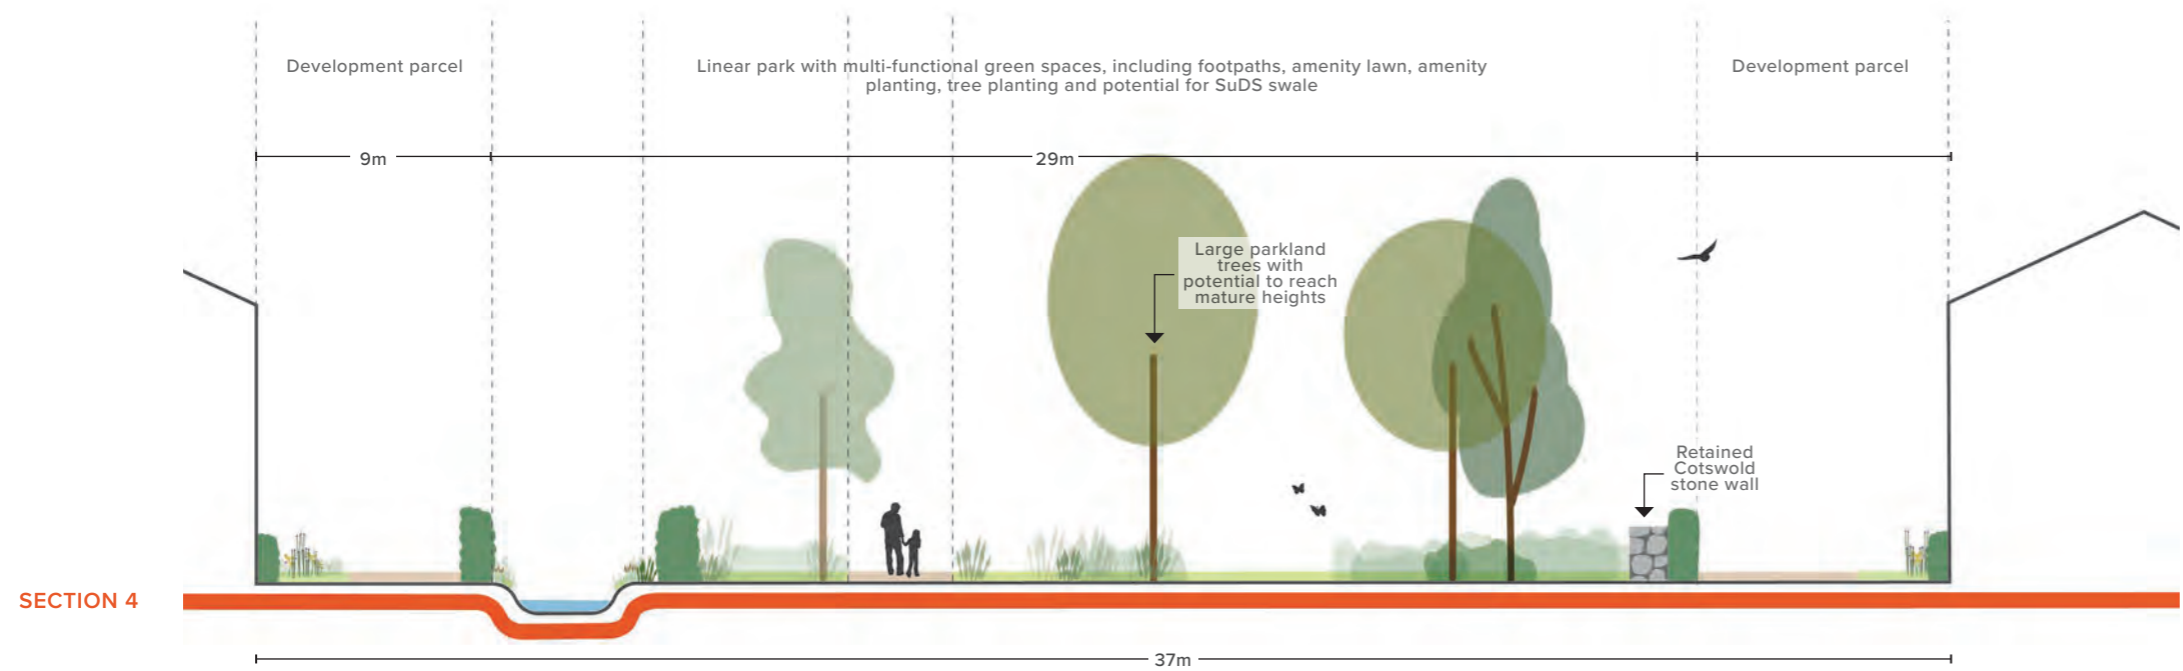 Development parcel
Linear park with multi-functional green spaces, including footpaths, amenity lawn, amenity
planting, tree planting and potential for SuDS swale
Development parcel
9m
29m
Large parkland
trees with
potential to reach
mature heights
Retained
Cotswold
stone wall
SECTION 4
37m